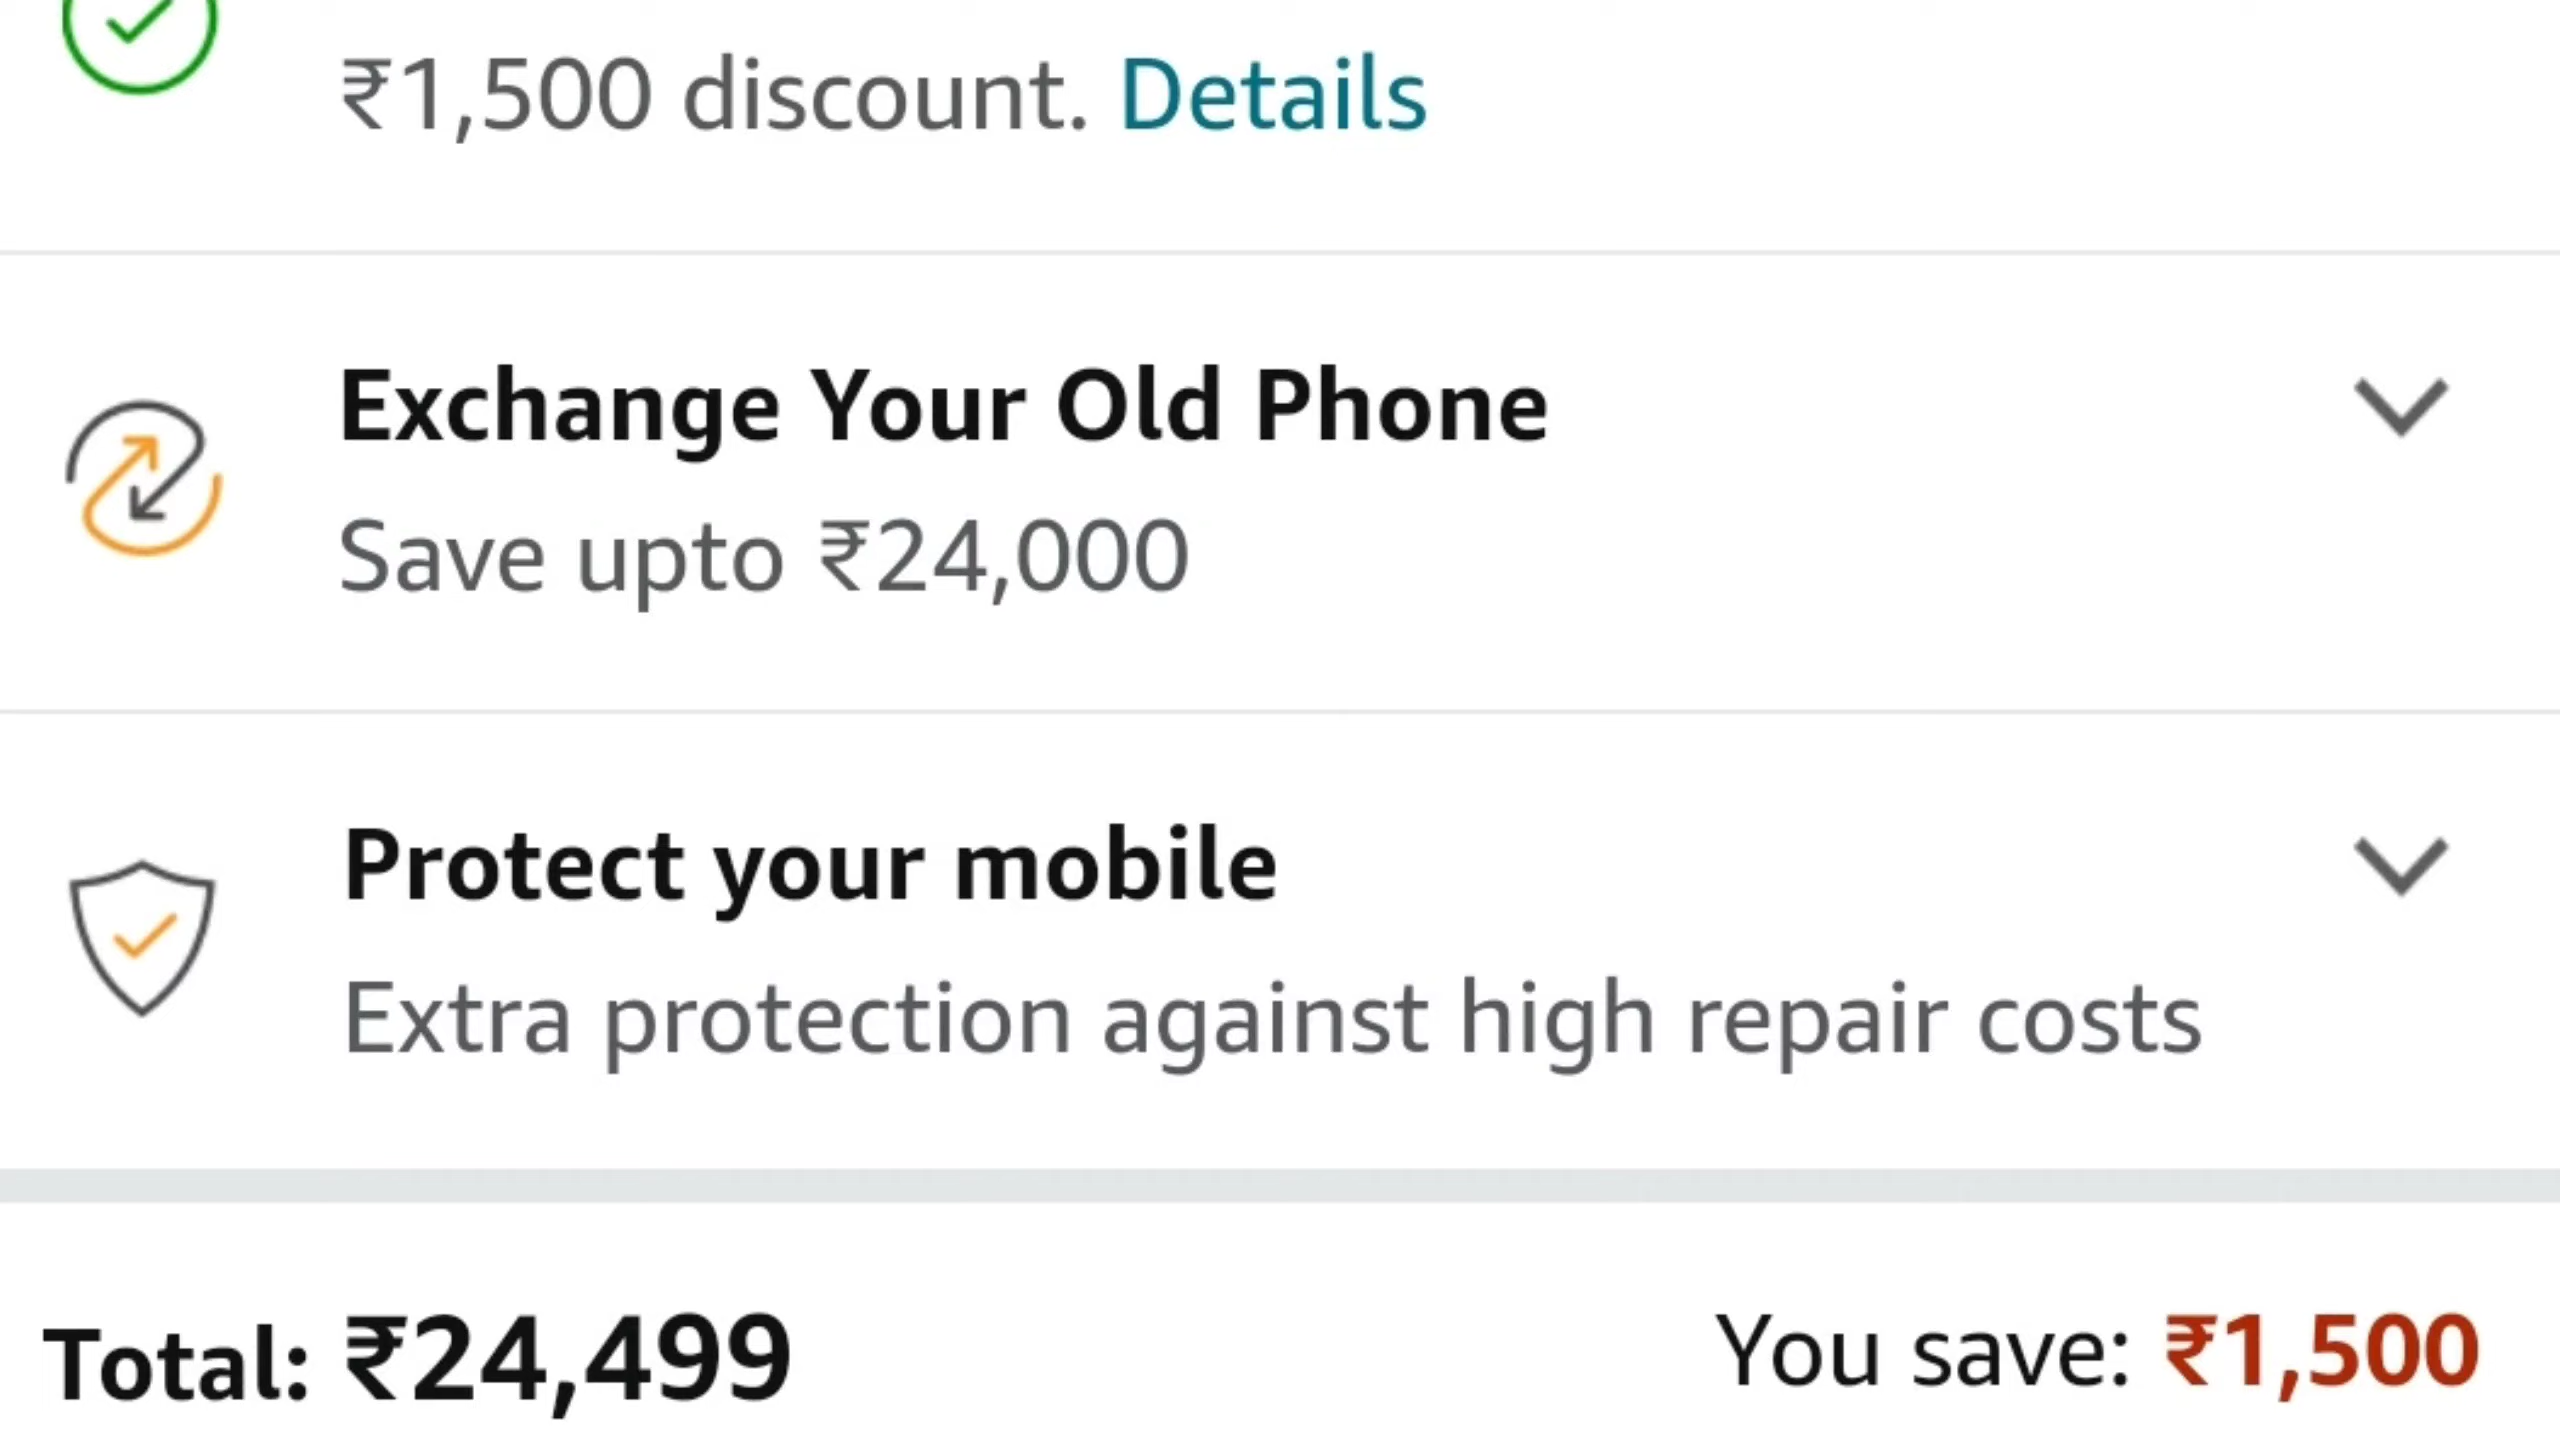 ₹1,500 discount. Details
Exchange Your Old Phone
Save upto ₹24,000
Protect your mobile
Extra protection against high repair costs
Total: ₹24,499
You save: ₹1,500